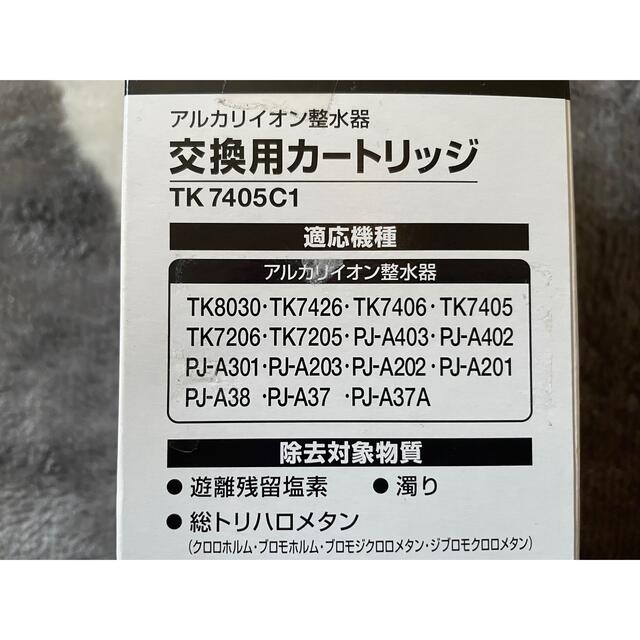 アルカリイオン整水器
交換用カートリッジ
TK 7405C1
適応機種
アルカリイオン整水器
TK8030・TK7426・TK7406・TK7405
TK7206・TK7205・PJ-A403・PJ-A402
PJ-A301・PJ-A203・PJ-A202・PJ-A201
PJ-A38 ・PJ-A37 ・PJ-A37A
除去対象物質
● 遊離残留塩素 ● 濁り
● 総トリハロメタン
(クロロホルム・ブロモホルム・ブロモジクロロメタン・ジブロモクロロメタン)